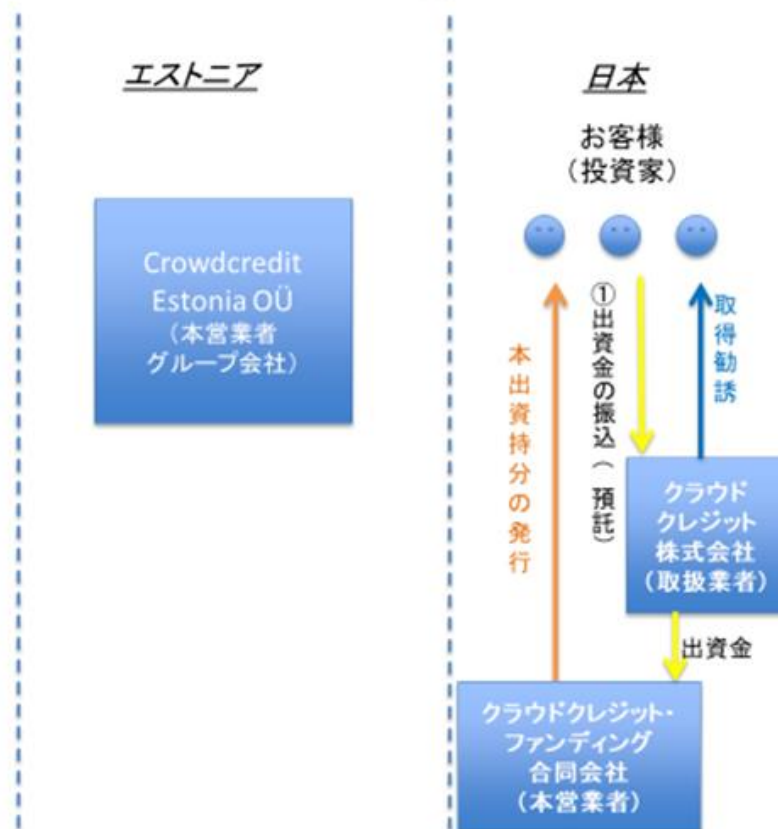 エストニア
Crowdcredit
Estonia OÜ
（本営業者
グループ会社）
日本
お客様
（投資家）
本出資持分の発行
①出資金の振込（ 預託）
取得勧誘
クラウド
クレジット
株式会社
（取扱業者）
出資金
クラウドクレジット・
ファンディング
合同会社
（本営業者）